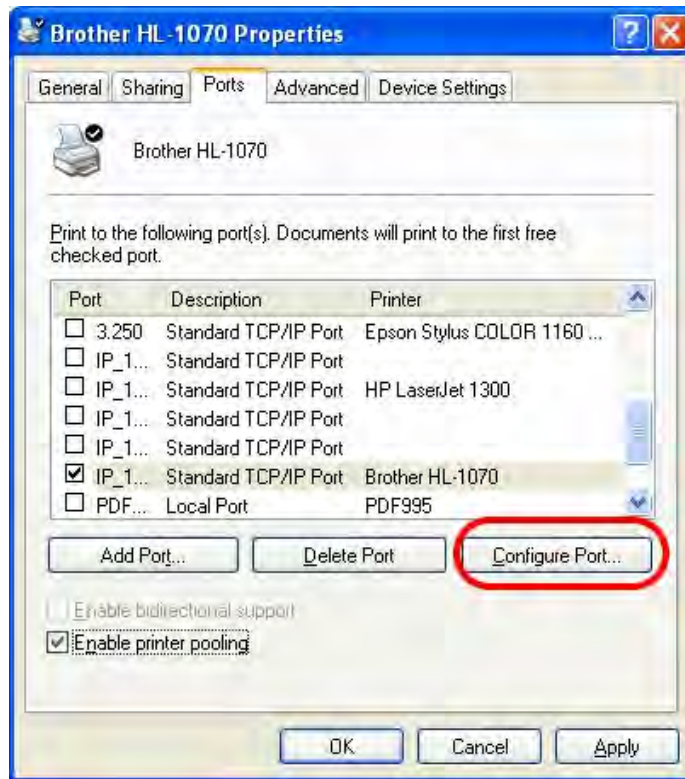 Brother HL-1070 Properties
General Sharing Ports Advanced Device Settings
Brother HL-1070
Print to the following port(s). Documents will print to the first free
checked port.
Port Description Printer
3.250 Standard TCP/IP Port Epson Stylus COLOR 1160 ...
IP_1... Standard TCP/IP Port
IP_1... Standard TCP/IP Port HP LaserJet 1300
IP_1... Standard TCP/IP Port
IP_1... Standard TCP/IP Port
IP_1... Standard TCP/IP Port Brother HL-1070
PDF... Local Port PDF995
Add Port... Delete Port Configure Port...
Enable bidirectional support
Enable printer pooling
OK Cancel Apply